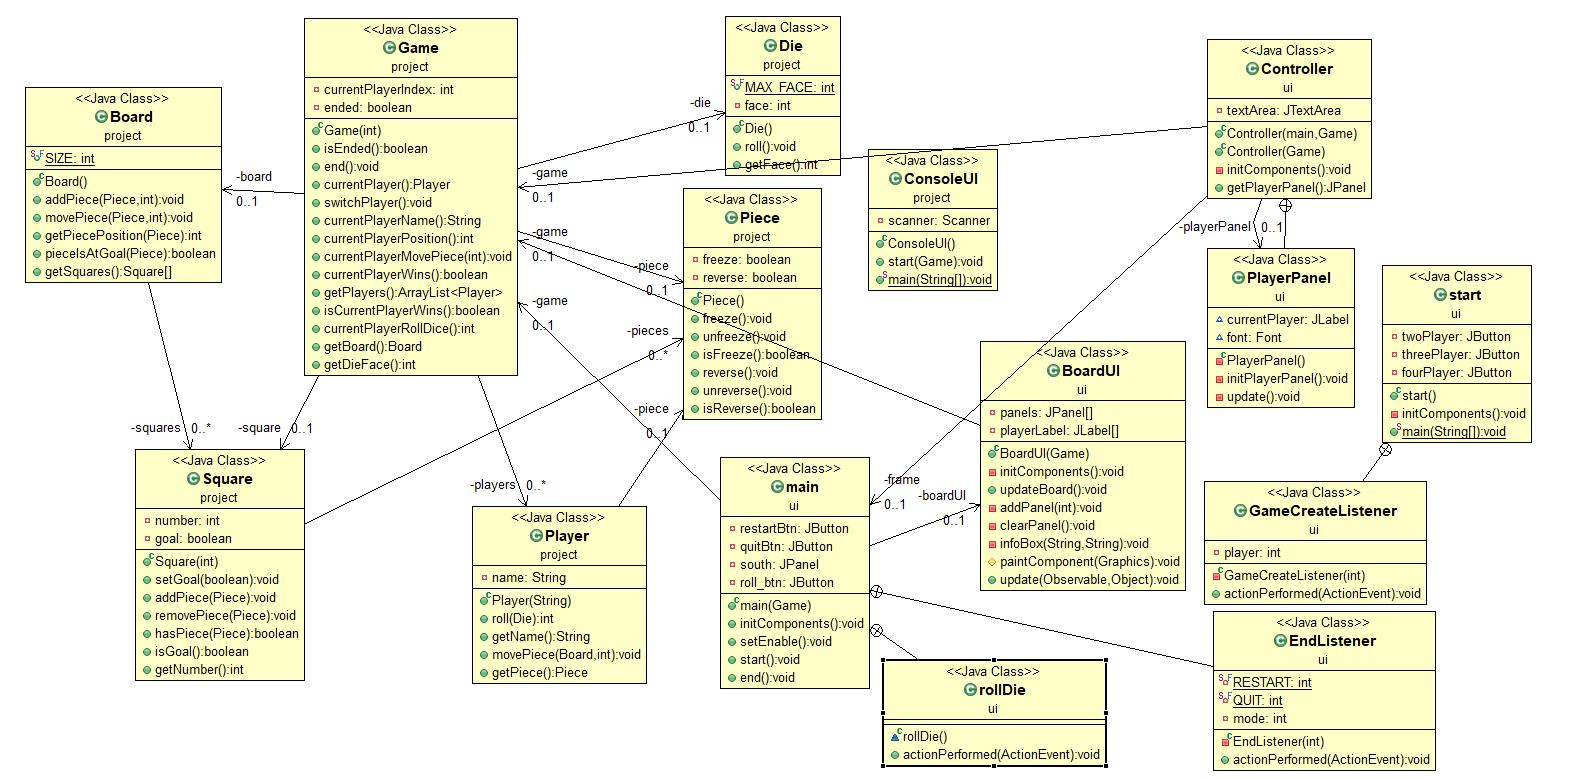 <<Java Class>>
Board
project
SIZE: int
Board()
addPiece(Piece,int):void
movePiece(Piece,int):void
getPiecePosition(Piece):int
pieceIsAtGoal(Piece):boolean
getSquares():Square[]
<<Java Class>>
Game
project
currentPlayerIndex: int
ended: boolean
Game(int)
isEnded():boolean
end():void
currentPlayer():Player
switchPlayer():void
currentPlayerName():String
currentPlayerPosition():int
currentPlayerMovePiece(int):void
currentPlayerWins():boolean
getPlayers():ArrayList<Player>
isCurrentPlayerWins():boolean
currentPlayerRollDice():int
getBoard():Board
getDieFace():int
<<Java Class>>
Die
project
MAX_FACE: int
face: int
Die()
roll():void
getFace():int
<<Java Class>>
ConsoleUI
project
scanner: Scanner
ConsoleUI()
start(Game):void
main(String[]):void
<<Java Class>>
Controller
ui
textArea: JTextArea
Controller(main,Game)
Controller(Game)
initComponents():void
getPlayerPanel():JPanel
<<Java Class>>
Piece
project
freeze: boolean
reverse: boolean
Piece()
freeze():void
unfreeze():void
isFreeze():boolean
reverse():void
unreverse():void
isReverse():boolean
<<Java Class>>
PlayerPanel
ui
currentPlayer: JLabel
font: Font
PlayerPanel()
initPlayerPanel():void
update():void
<<Java Class>>
start
ui
twoPlayer: JButton
threePlayer: JButton
fourPlayer: JButton
start()
initComponents():void
main(String[]):void
<<Java Class>>
BoardUI
ui
panels: JPanel[]
playerLabel: JLabel[]
BoardUI(Game)
initComponents():void
updateBoard():void
addPanel(int):void
clearPanel():void
infoBox(String,String):void
paintComponent(Graphics):void
update(Observable,Object):void
<<Java Class>>
Square
project
number: int
goal: boolean
Square(int)
setGoal(boolean):void
addPiece(Piece):void
removePiece(Piece):void
hasPiece(Piece):boolean
isGoal():boolean
getNumber():int
<<Java Class>>
Player
project
name: String
Player(String)
roll(Die):int
getName():String
movePiece(Board,int):void
getPiece():Piece
<<Java Class>>
main
ui
restartBtn: JButton
quitBtn: JButton
south: JPanel
roll_btn: JButton
main(Game)
initComponents():void
setEnable():void
start():void
end():void
<<Java Class>>
GameCreateListener
ui
player: int
GameCreateListener(int)
actionPerformed(ActionEvent):void
<<Java Class>>
EndListener
ui
RESTART: int
QUIT: int
mode: int
EndListener(int)
actionPerformed(ActionEvent):void
<<Java Class>>
rollDie
ui
rollDie()
actionPerformed(ActionEvent):void
-board
0..1
-die
0..1
-game
0..1
-game
0..1
-game
0..1
-piece
0..1
-pieces
0..*
-piece
0..1
-squares 0..*
-square 0..1
-players 0..*
-playerPanel 0..1
-frame
0..1
-boardUI
0..1